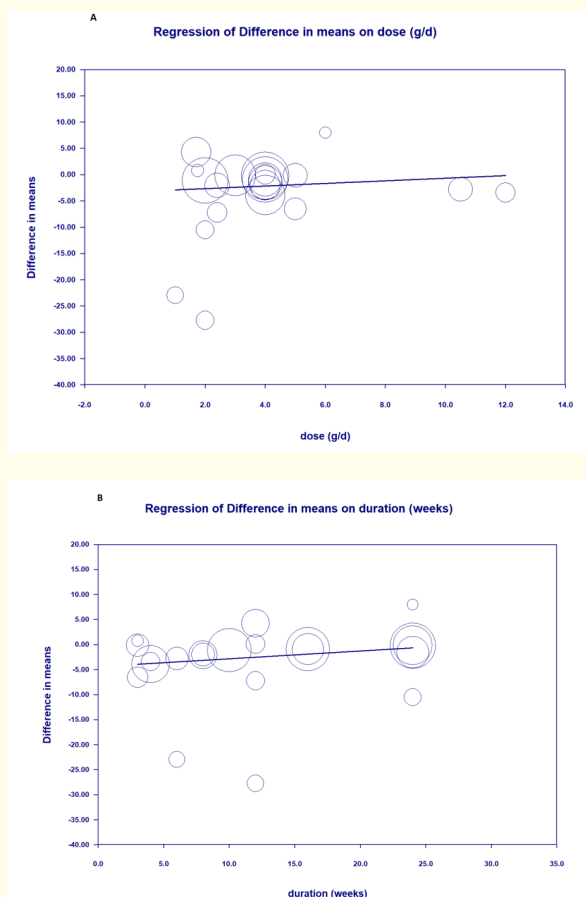 A
Regression of Difference in means on dose (g/d)
20.00
15.00
10.00
5.00
0.00
-5.00
-10.00
-15.00
-20.00
-25.00
-30.00
-35.00
-40.00
Difference in means
-2.0 0.0 2.0 4.0 6.0 8.0 10.0 12.0 14.0
dose (g/d)
B
Regression of Difference in means on duration (weeks)
20.00
15.00
10.00
5.00
0.00
-5.00
-10.00
-15.00
-20.00
-25.00
-30.00
-35.00
-40.00
Difference in means
0.0 5.0 10.0 15.0 20.0 25.0 30.0 35.0
duration (weeks)